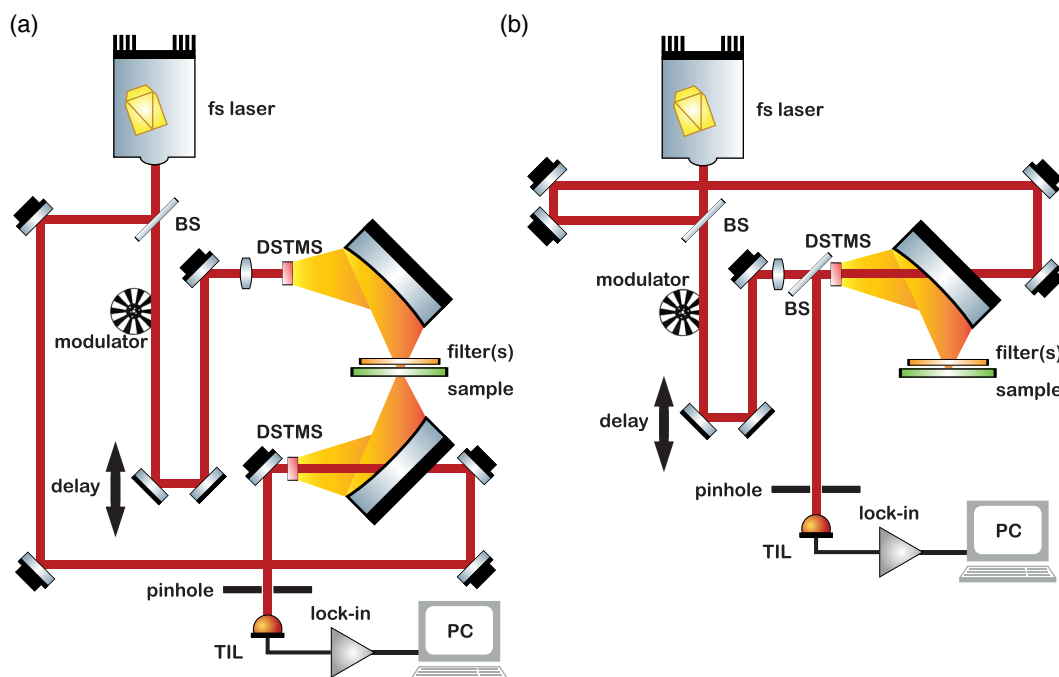 (a)
fs laser
BS
DSTMS
modulator
filter(s)
sample
DSTMS
delay
pinhole
lock-in
TIL
PC
(b)
fs laser
BS
DSTMS
modulator
BS
filter(s)
sample
delay
pinhole
lock-in
TIL
PC